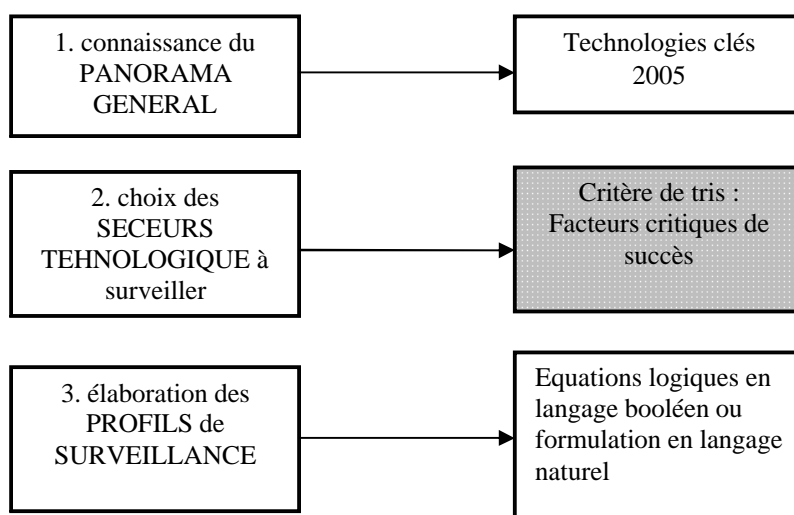 1. connaissance du
PANORAMA
GENERAL
Technologies clés
2005
2. choix des
SECEURS
TEHNOLOGIQUE à
surveiller
Critère de tris :
Facteurs critiques de
succès
3. élaboration des
PROFILS de
SURVEILLANCE
Equations logiques en
langage booléen ou
formulation en langage
naturel